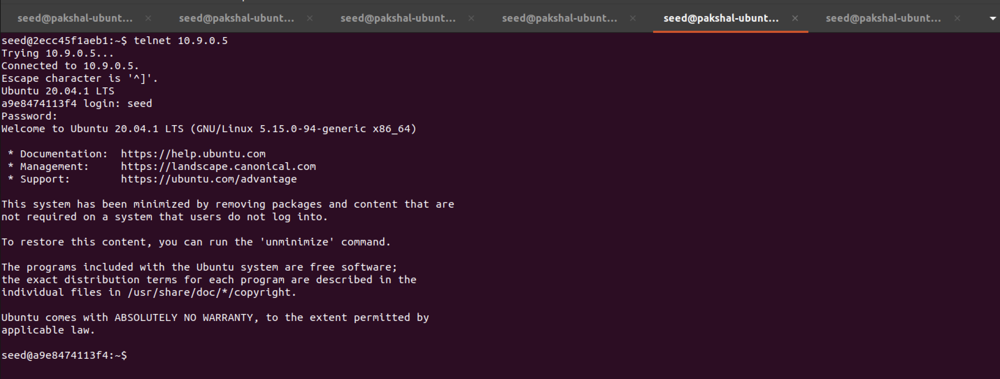 seed@pakshal-ubunt... × seed@pakshal-ubunt... × seed@pakshal-ubunt... × seed@pakshal-ubunt... × seed@pakshal-ubunt... × seed@pakshal-ubunt... ×
seed@2ecc45f1aeb1:~$ telnet 10.9.0.5
Trying 10.9.0.5...
Connected to 10.9.0.5.
Escape character is '^]'.
Ubuntu 20.04.1 LTS
a9e8474113f4 login: seed
Password:
Welcome to Ubuntu 20.04.1 LTS (GNU/Linux 5.15.0-94-generic x86_64)

 * Documentation:  https://help.ubuntu.com
 * Management:     https://landscape.canonical.com
 * Support:        https://ubuntu.com/advantage

This system has been minimized by removing packages and content that are
not required on a system that users do not log into.

To restore this content, you can run the 'unminimize' command.

The programs included with the Ubuntu system are free software;
the exact distribution terms for each program are described in the
individual files in /usr/share/doc/*/copyright.

Ubuntu comes with ABSOLUTELY NO WARRANTY, to the extent permitted by
applicable law.

seed@a9e8474113f4:~$